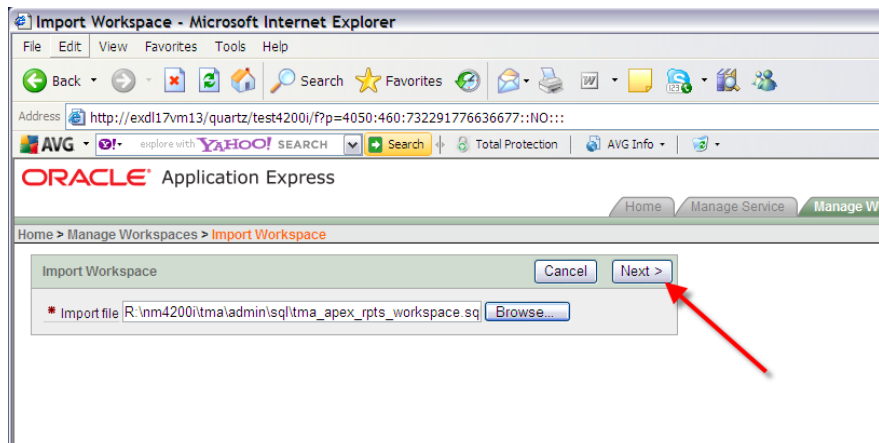 Import Workspace - Microsoft Internet Explorer
File Edit View Favorites Tools Help
Back Search Favorites
Address http://exdl17vm13/quartz/test4200i/f?p=4050:460:732291776636677::NO:::
AVG explore with YAHOO! SEARCH Search Total Protection AVG Info
ORACLE Application Express
Home Manage Service Manage W
Home > Manage Workspaces > Import Workspace
Import Workspace Cancel Next >
* Import file R:\nm4200i\tma\admin\sql\tma_apex_rpts_workspace.sq Browse...